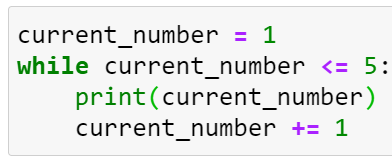 current_number = 1
while current_number <= 5:
    print(current_number)
    current_number += 1